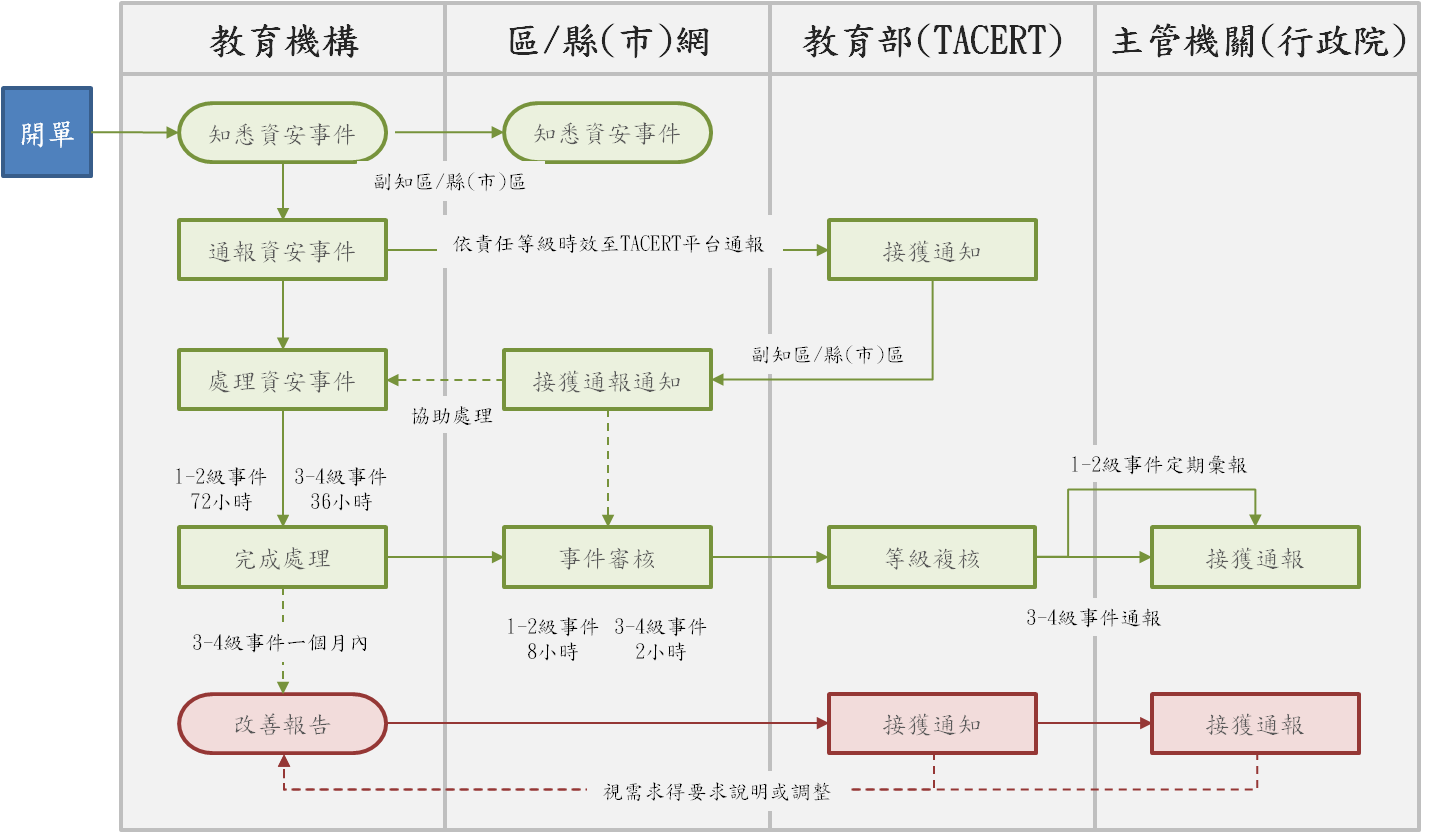 教育機構
區/縣(市)網
教育部(TACERT)
主管機關(行政院)
開單
知悉資安事件
知悉資安事件
副知區/縣(市)區
通報資安事件
依責任等級時效至TACERT平台通報
接獲通知
處理資安事件
接獲通報通知
副知區/縣(市)區
協助處理
1-2級事件
72小時
3-4級事件
36小時
1-2級事件定期彙報
完成處理
事件審核
等級複核
接獲通報
1-2級事件
8小時
3-4級事件
2小時
3-4級事件通報
3-4級事件一個月內
改善報告
接獲通知
接獲通報
視需求得要求說明或調整